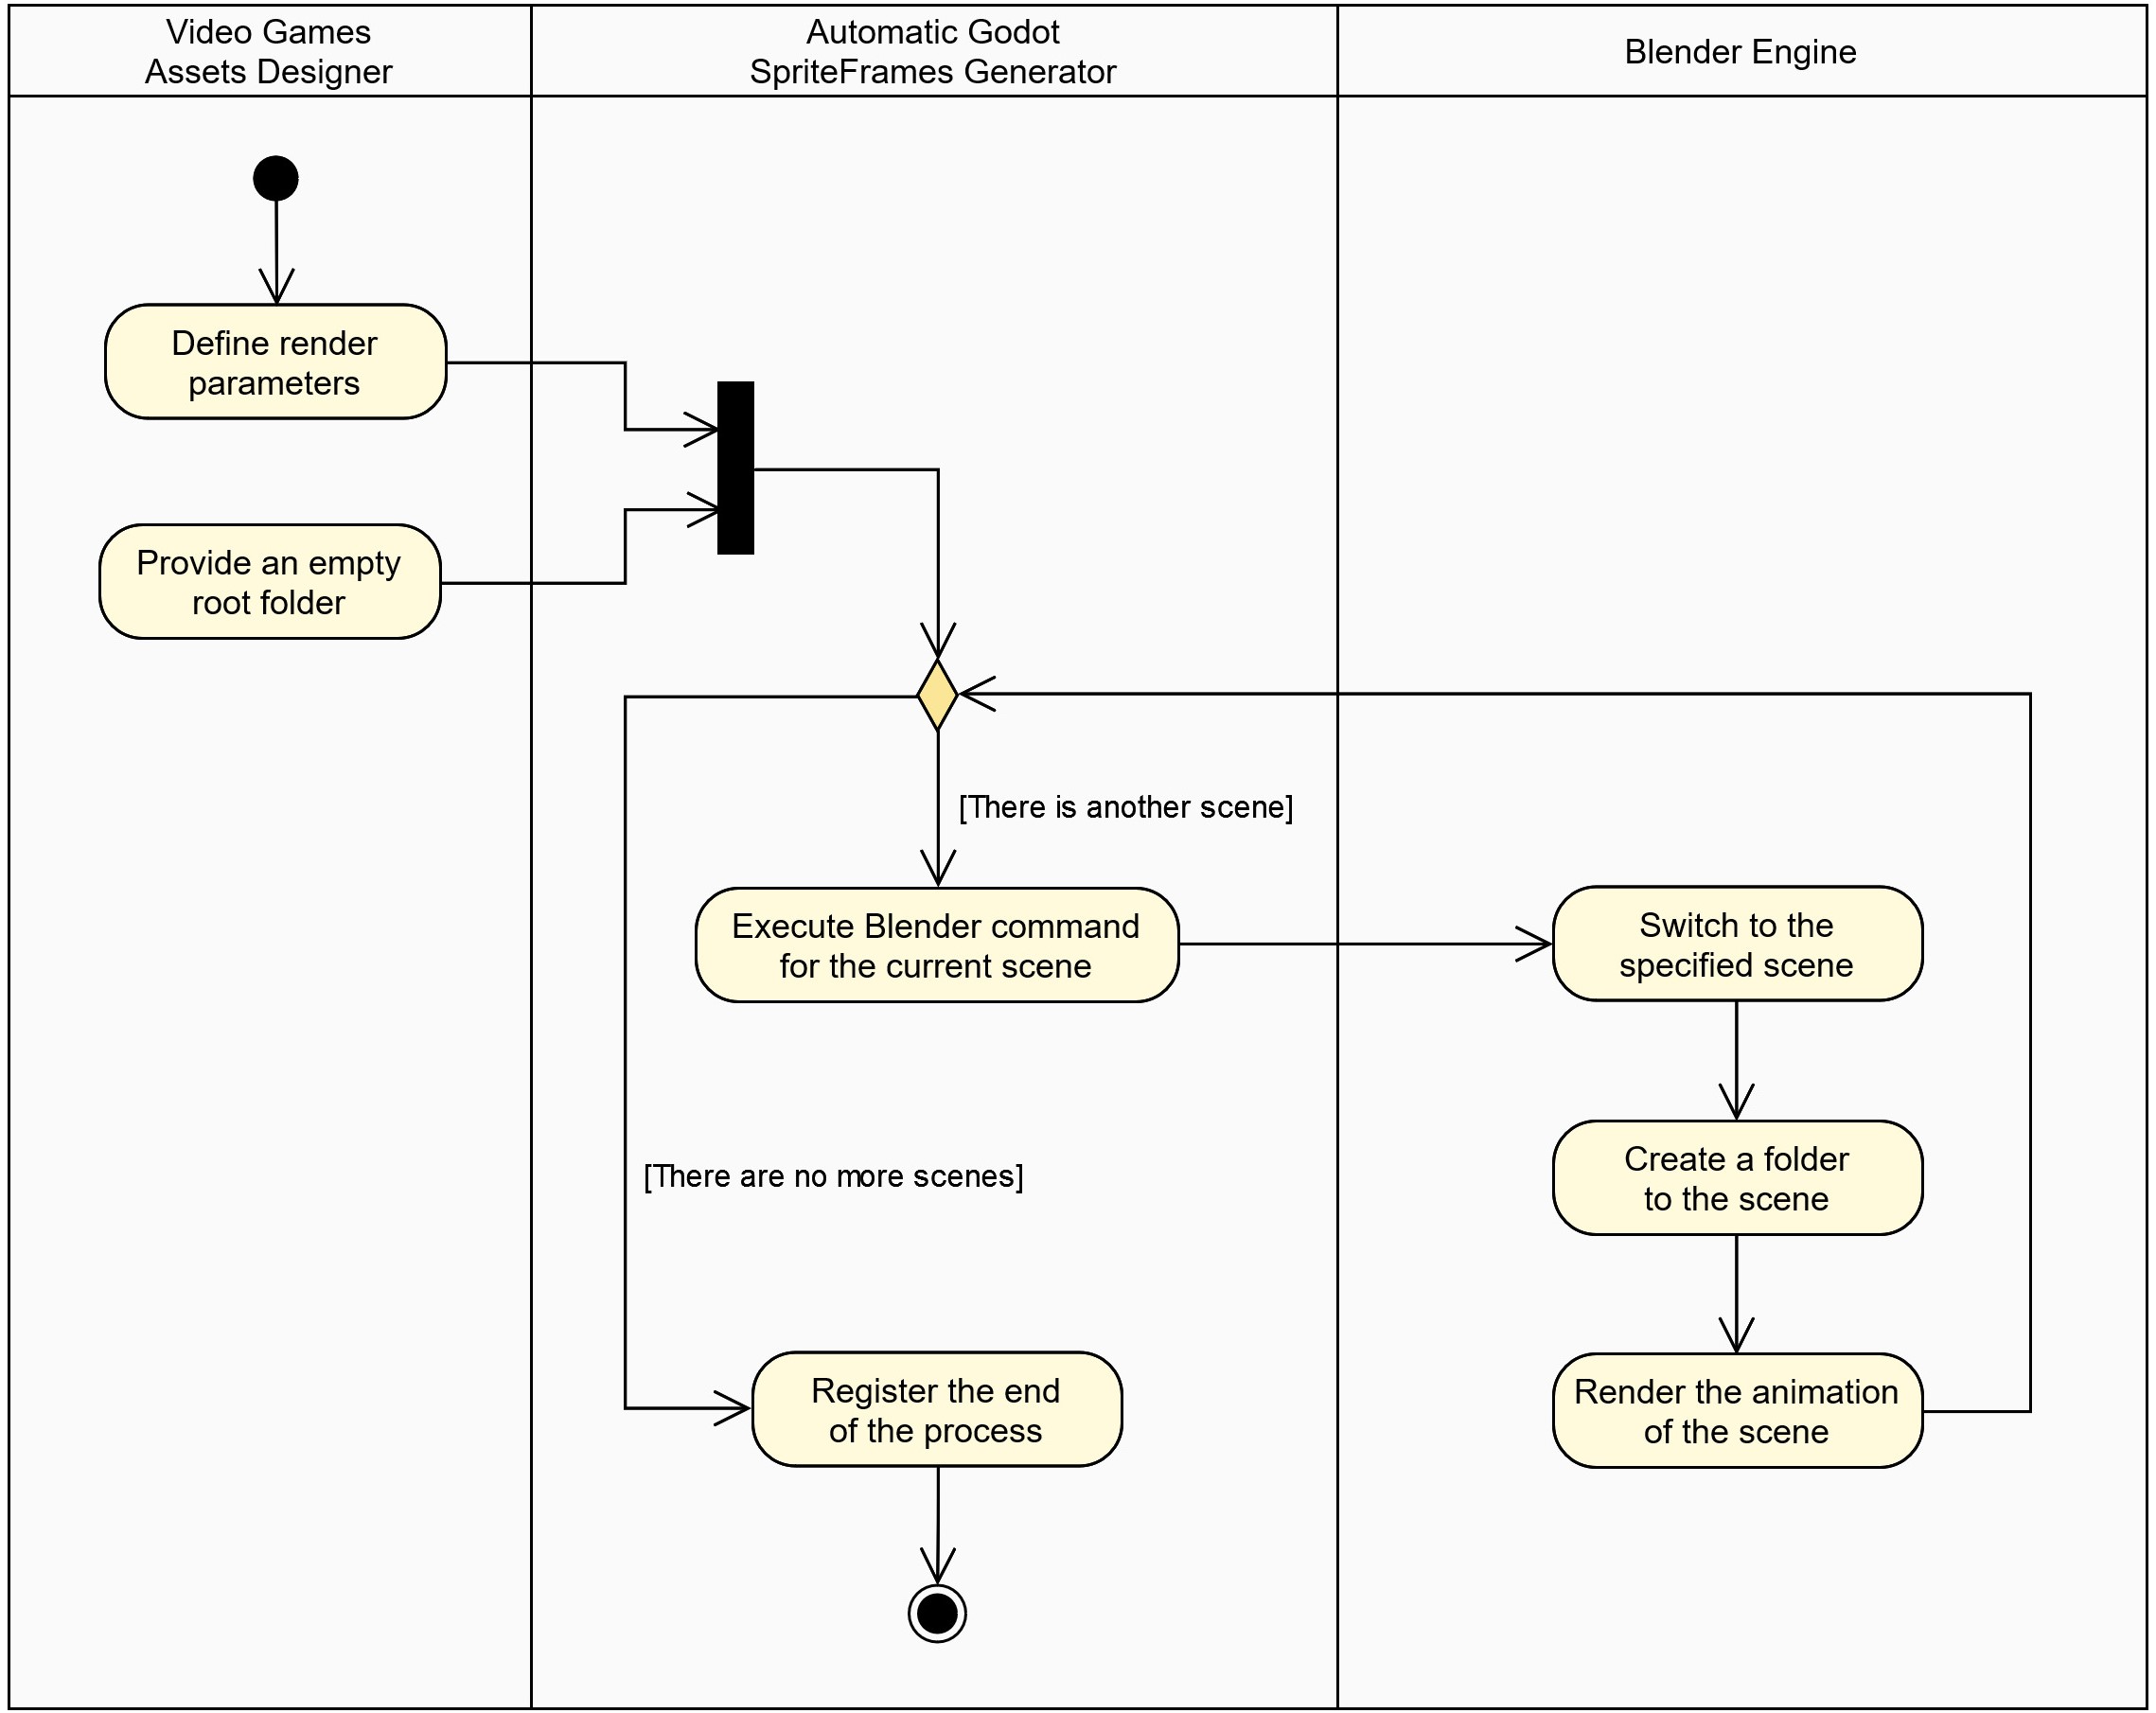 Video Games
Assets Designer
Automatic Godot
SpriteFrames Generator
Blender Engine
Define render
parameters
Provide an empty
root folder
[There is another scene]
Execute Blender command
for the current scene
Switch to the
specified scene
Create a folder
to the scene
[There are no more scenes]
Register the end
of the process
Render the animation
of the scene